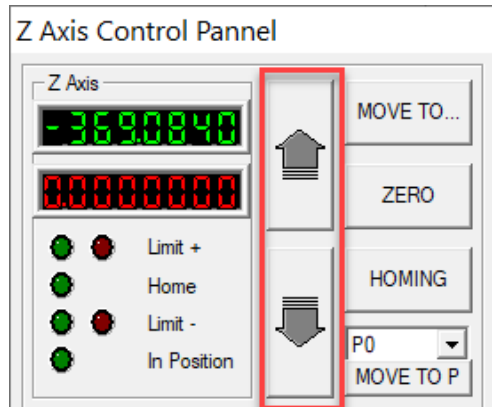 Z Axis Control Pannel
Z Axis
-369.0840
0.0000000
Limit +
Home
Limit -
In Position
MOVE TO...
ZERO
HOMING
P0
MOVE TO P